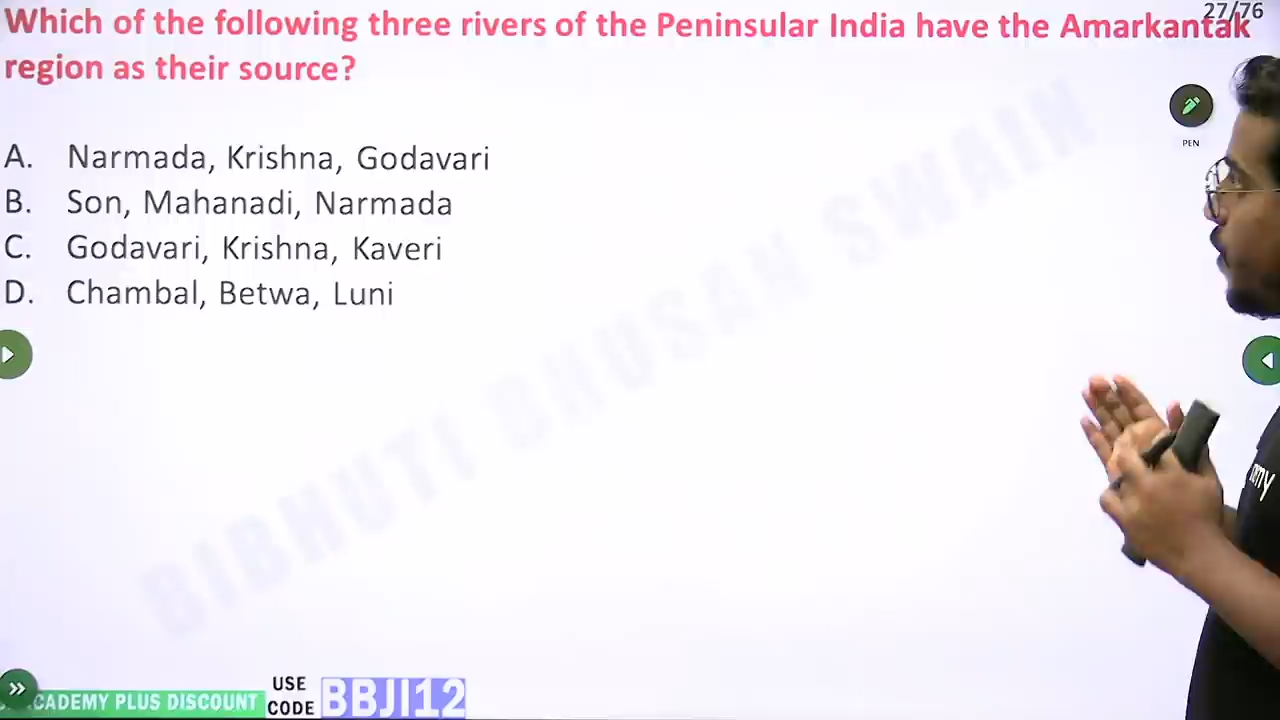 27/76
Which of the following three rivers of the Peninsular India have the Amarkantak
region as their source?
PEN
A. Narmada, Krishna, Godavari
B. Son, Mahanadi, Narmada
C. Godavari, Krishna, Kaveri
D. Chambal, Betwa, Luni
BIBHUTI BHUSAN SWAIN
omy
CADEMY PLUS DISCOUNT
USE
CODE
BBJI12